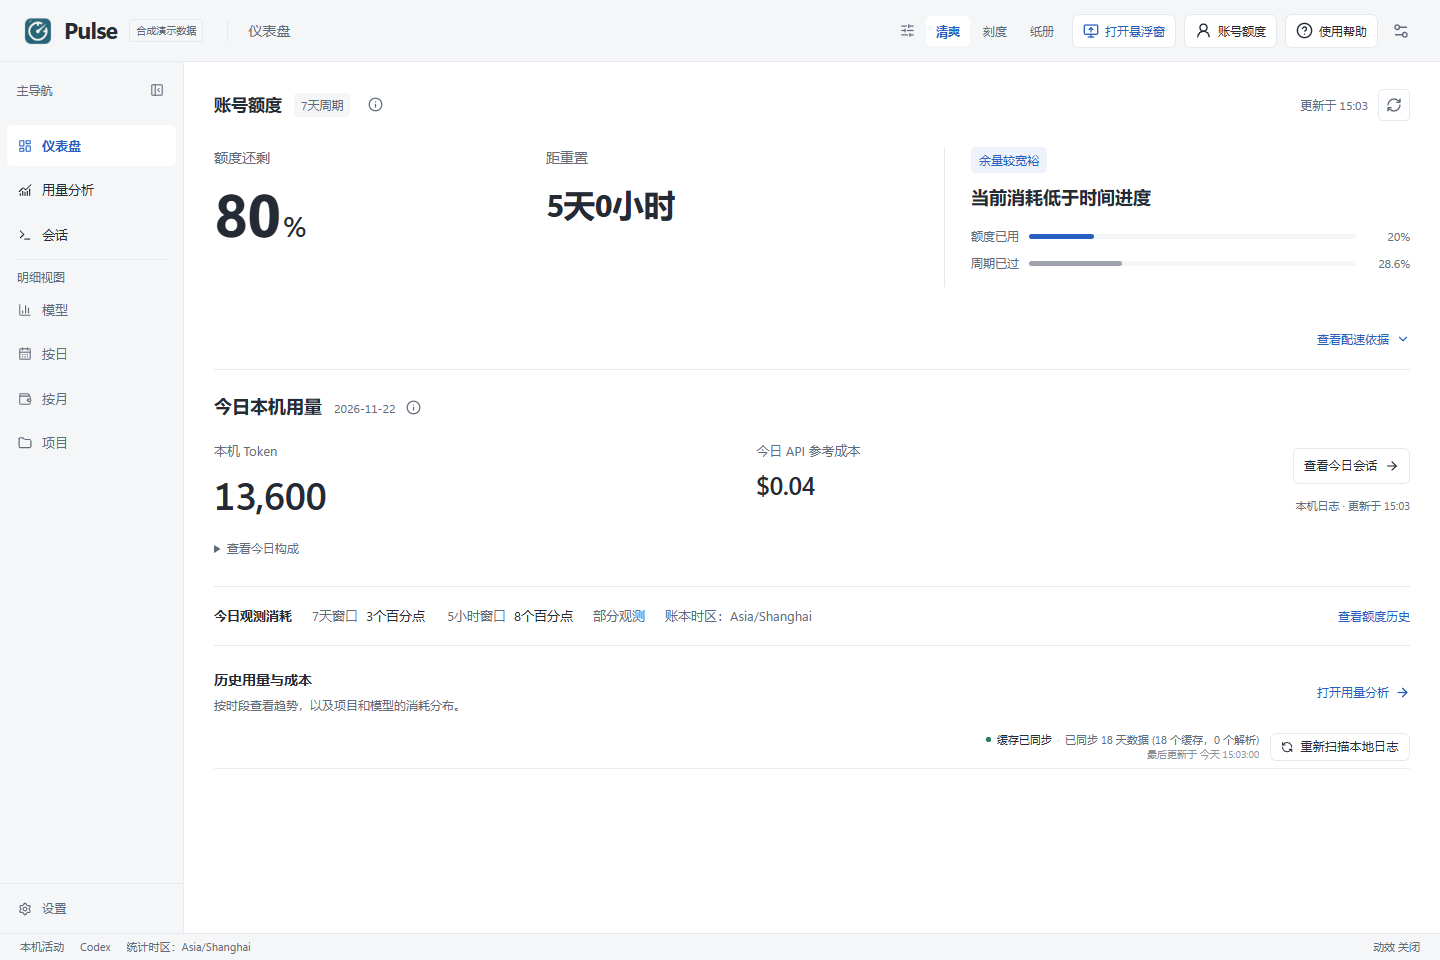 Pulse 合成演示数据 仪表盘 清爽 刻度 纸册 打开悬浮窗 账号额度 使用帮助
主导航
仪表盘
用量分析
会话
明细视图
模型
按日
按月
项目
设置
账号额度 7天周期 更新于 15:03
额度还剩
80%
距重置
5天0小时
余量较宽裕
当前消耗低于时间进度
额度已用 20%
周期已过 28.6%
查看配速依据
今日本机用量 2026-11-22
本机 Token
13,600
今日 API 参考成本
$0.04
查看今日会话
本机日志 · 更新于 15:03
查看今日构成
今日观测消耗 7天窗口 3个百分点 5小时窗口 8个百分点 部分观测 账本时区：Asia/Shanghai 查看额度历史
历史用量与成本
按时段查看趋势，以及项目和模型的消耗分布。
打开用量分析
缓存已同步 · 已同步 18 天数据 (18 个缓存，0 个解析)
最后更新于 今天 15:03:00
重新扫描本地日志
本机活动 Codex 统计时区：Asia/Shanghai 动效 关闭